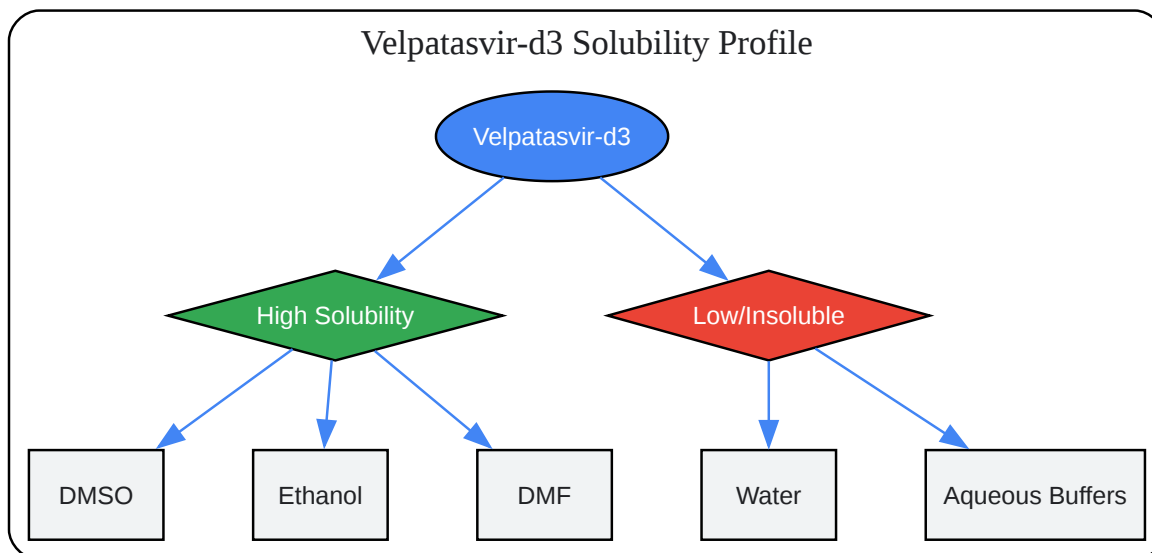 Velpatasvir-d3 Solubility Profile
Velpatasvir-d3
High Solubility
Low/Insoluble
DMSO
Ethanol
DMF
Water
Aqueous Buffers